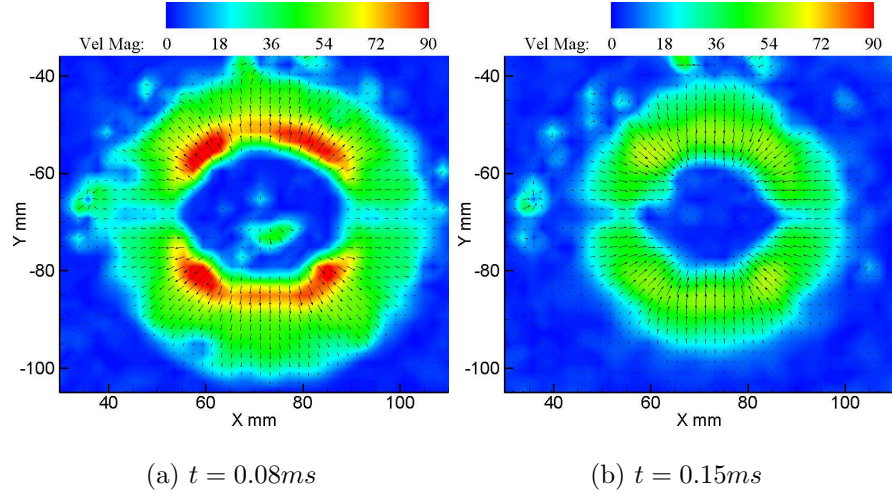 Vel Mag: 0 18 36 54 72 90
-40
-60
-80
-100
Y mm
40 60 80 100
X mm
(a) t = 0.08ms
Vel Mag: 0 18 36 54 72 90
-40
-60
-80
-100
Y mm
40 60 80 100
X mm
(b) t = 0.15ms